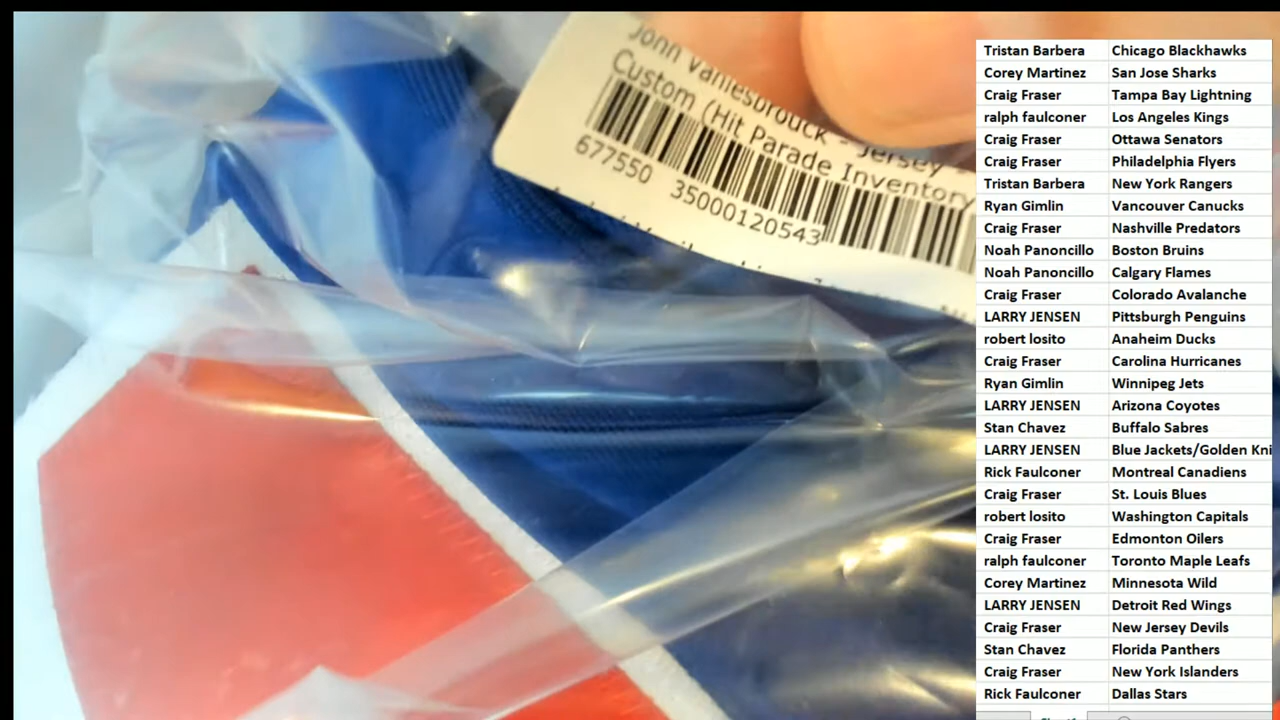 John Vanbiesbrouck - Jersey -
Custom (Hit Parade Inventory
677550 35000120543
Tristan Barbera Chicago Blackhawks
Corey Martinez San Jose Sharks
Craig Fraser Tampa Bay Lightning
ralph faulconer Los Angeles Kings
Craig Fraser Ottawa Senators
Craig Fraser Philadelphia Flyers
Tristan Barbera New York Rangers
Ryan Gimlin Vancouver Canucks
Craig Fraser Nashville Predators
Noah Panoncillo Boston Bruins
Noah Panoncillo Calgary Flames
Craig Fraser Colorado Avalanche
LARRY JENSEN Pittsburgh Penguins
robert losito Anaheim Ducks
Craig Fraser Carolina Hurricanes
Ryan Gimlin Winnipeg Jets
LARRY JENSEN Arizona Coyotes
Stan Chavez Buffalo Sabres
LARRY JENSEN Blue Jackets/Golden Kni
Rick Faulconer Montreal Canadiens
Craig Fraser St. Louis Blues
robert losito Washington Capitals
Craig Fraser Edmonton Oilers
ralph faulconer Toronto Maple Leafs
Corey Martinez Minnesota Wild
LARRY JENSEN Detroit Red Wings
Craig Fraser New Jersey Devils
Stan Chavez Florida Panthers
Craig Fraser New York Islanders
Rick Faulconer Dallas Stars